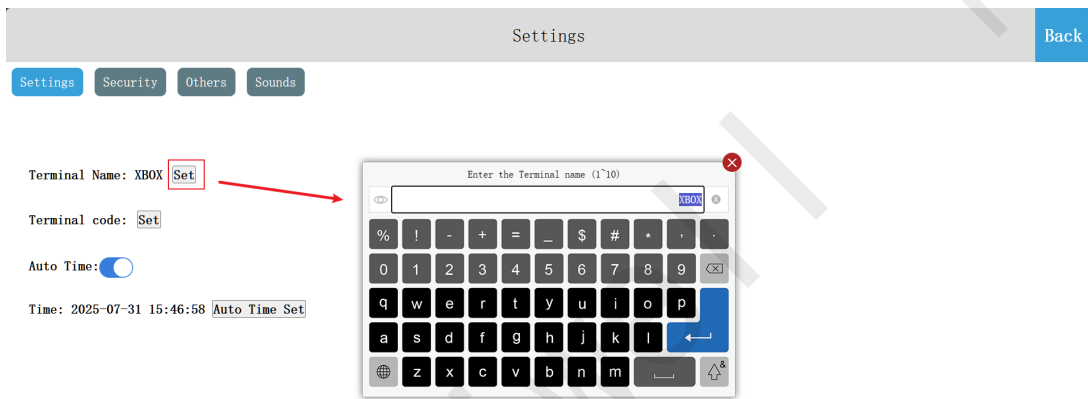 Settings
Back
Settings Security Others Sounds
Terminal Name: XBOX Set
Enter the Terminal name (1~10)
XBOX
Terminal code: Set
Auto Time:
Time: 2025-07-31 15:46:58 Auto Time Set
% ! - + = _ $ # * , .
0 1 2 3 4 5 6 7 8 9
q w e r t y u i o p
a s d f g h j k l
z x c v b n m &